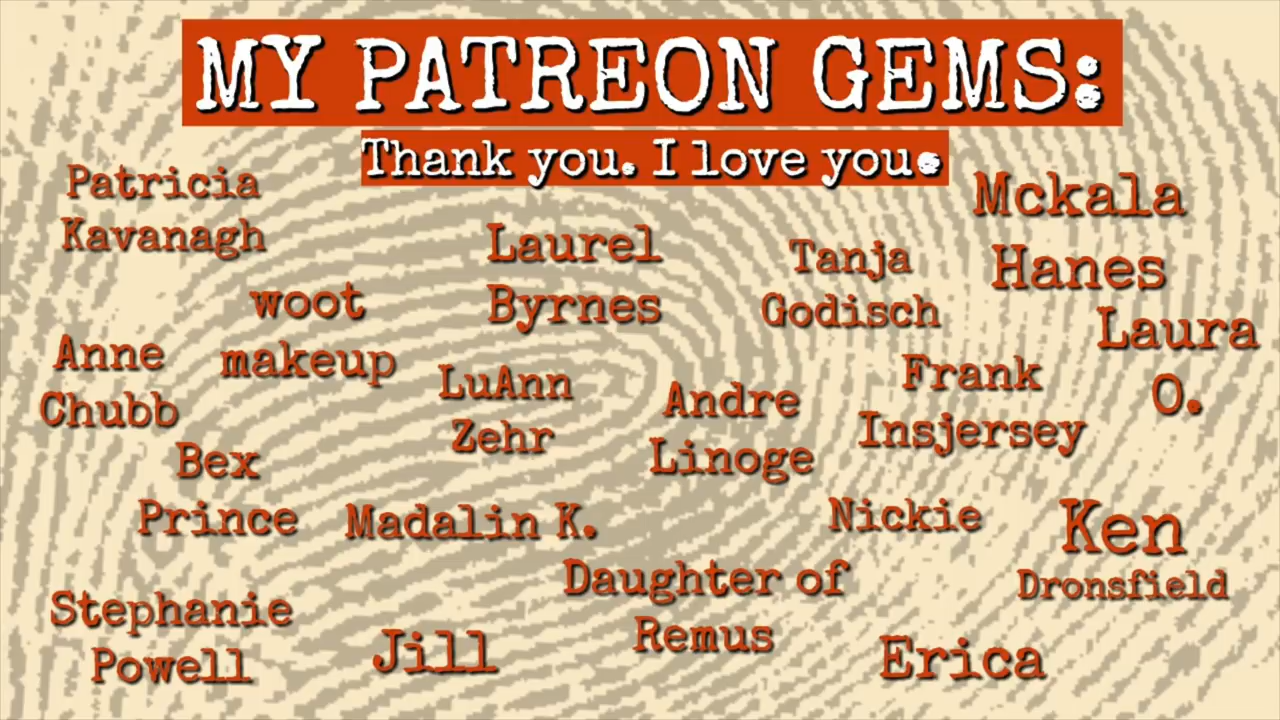 MY PATREON GEMS:
Thank you. I love you.
Patricia
Kavanagh
Laurel
Byrnes
Tanja
Godisch
Mckala
Hanes
woot
makeup
Laura
O.
Anne
Chubb
LuAnn
Zehr
Andre
Linoge
Frank
Insjersey
Bex
Prince
Madalin K.
Nickie
Ken
Dronsfield
Daughter of
Remus
Stephanie
Powell
Jill
Erica